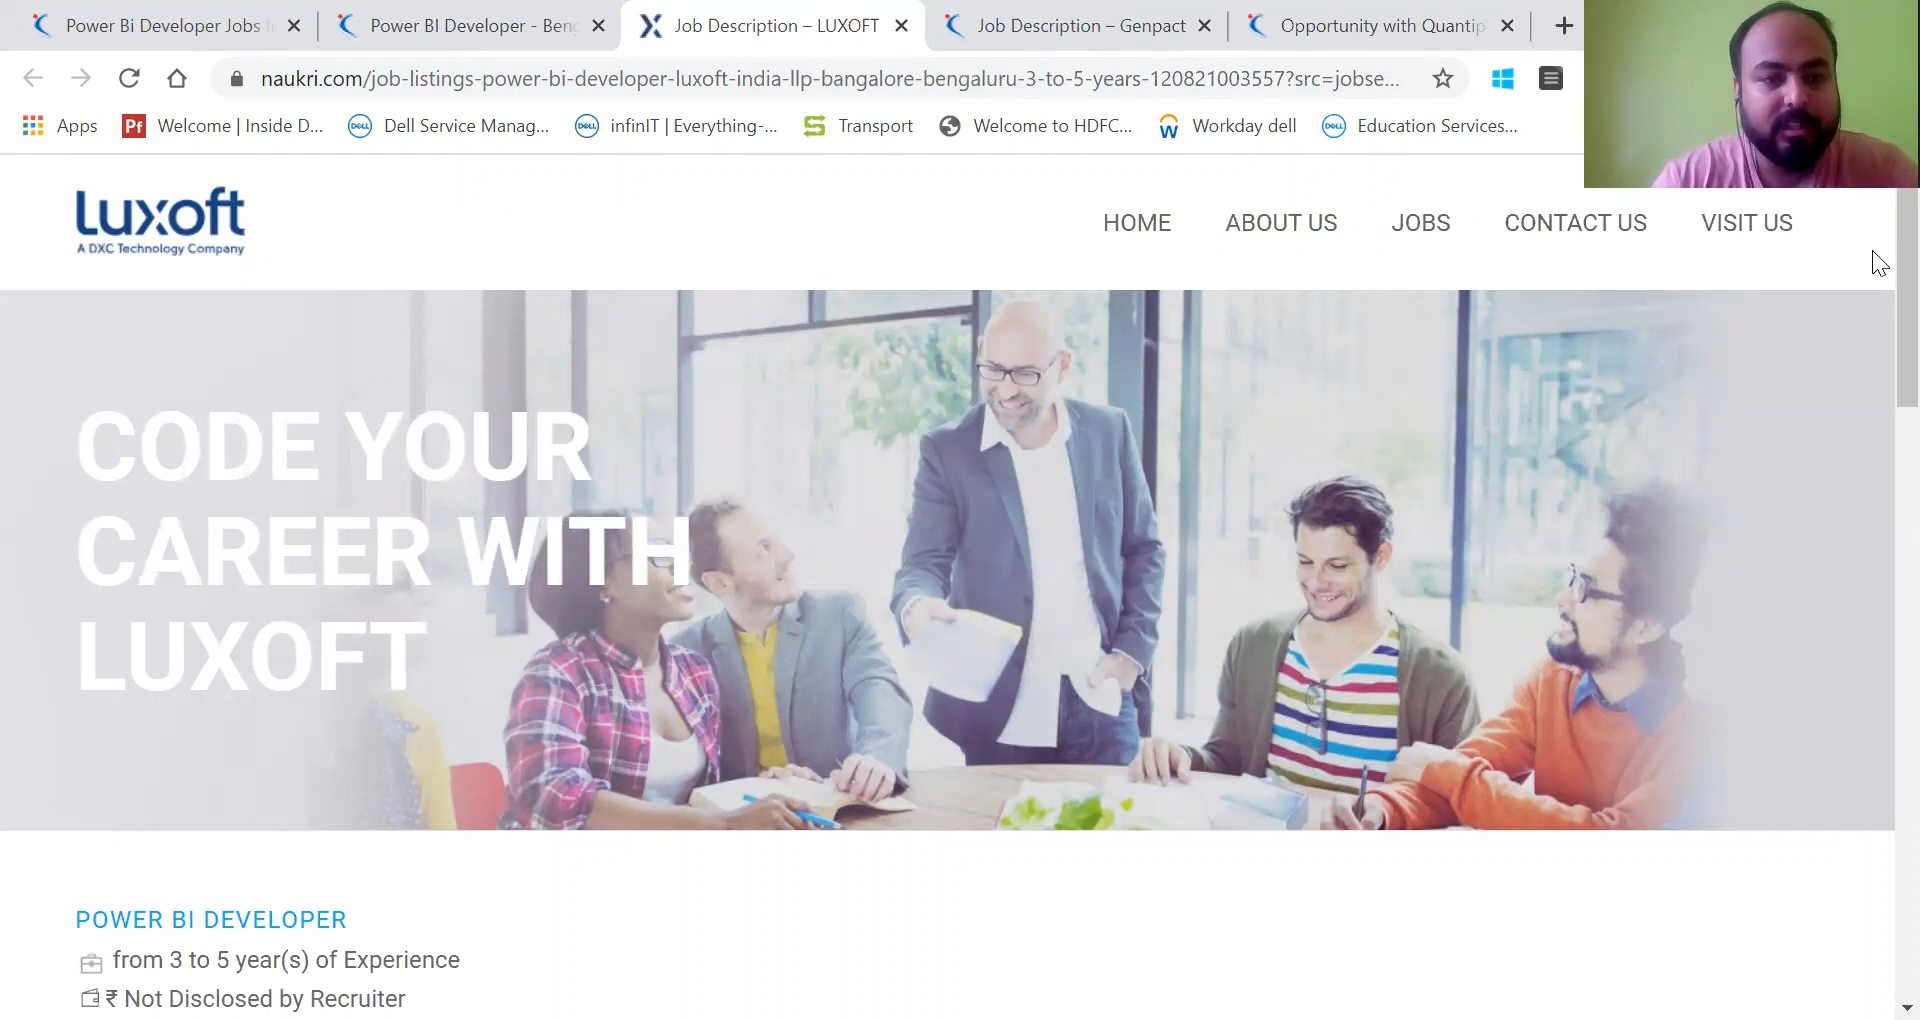 Power Bi Developer Jobs I
Power BI Developer - Beng
Job Description – LUXOFT
Job Description – Genpact
Opportunity with Quantip
naukri.com/job-listings-power-bi-developer-luxoft-india-llp-bangalore-bengaluru-3-to-5-years-120821003557?src=jobse...
Apps
Pf
Welcome | Inside D...
DELL
Dell Service Manag...
DELL
infinIT | Everything-...
Transport
Welcome to HDFC...
Workday dell
DELL
Education Services...
luxoft
A DXC Technology Company
HOME
ABOUT US
JOBS
CONTACT US
VISIT US
CODE YOUR
CAREER WITH
LUXOFT
POWER BI DEVELOPER
from 3 to 5 year(s) of Experience
₹ Not Disclosed by Recruiter